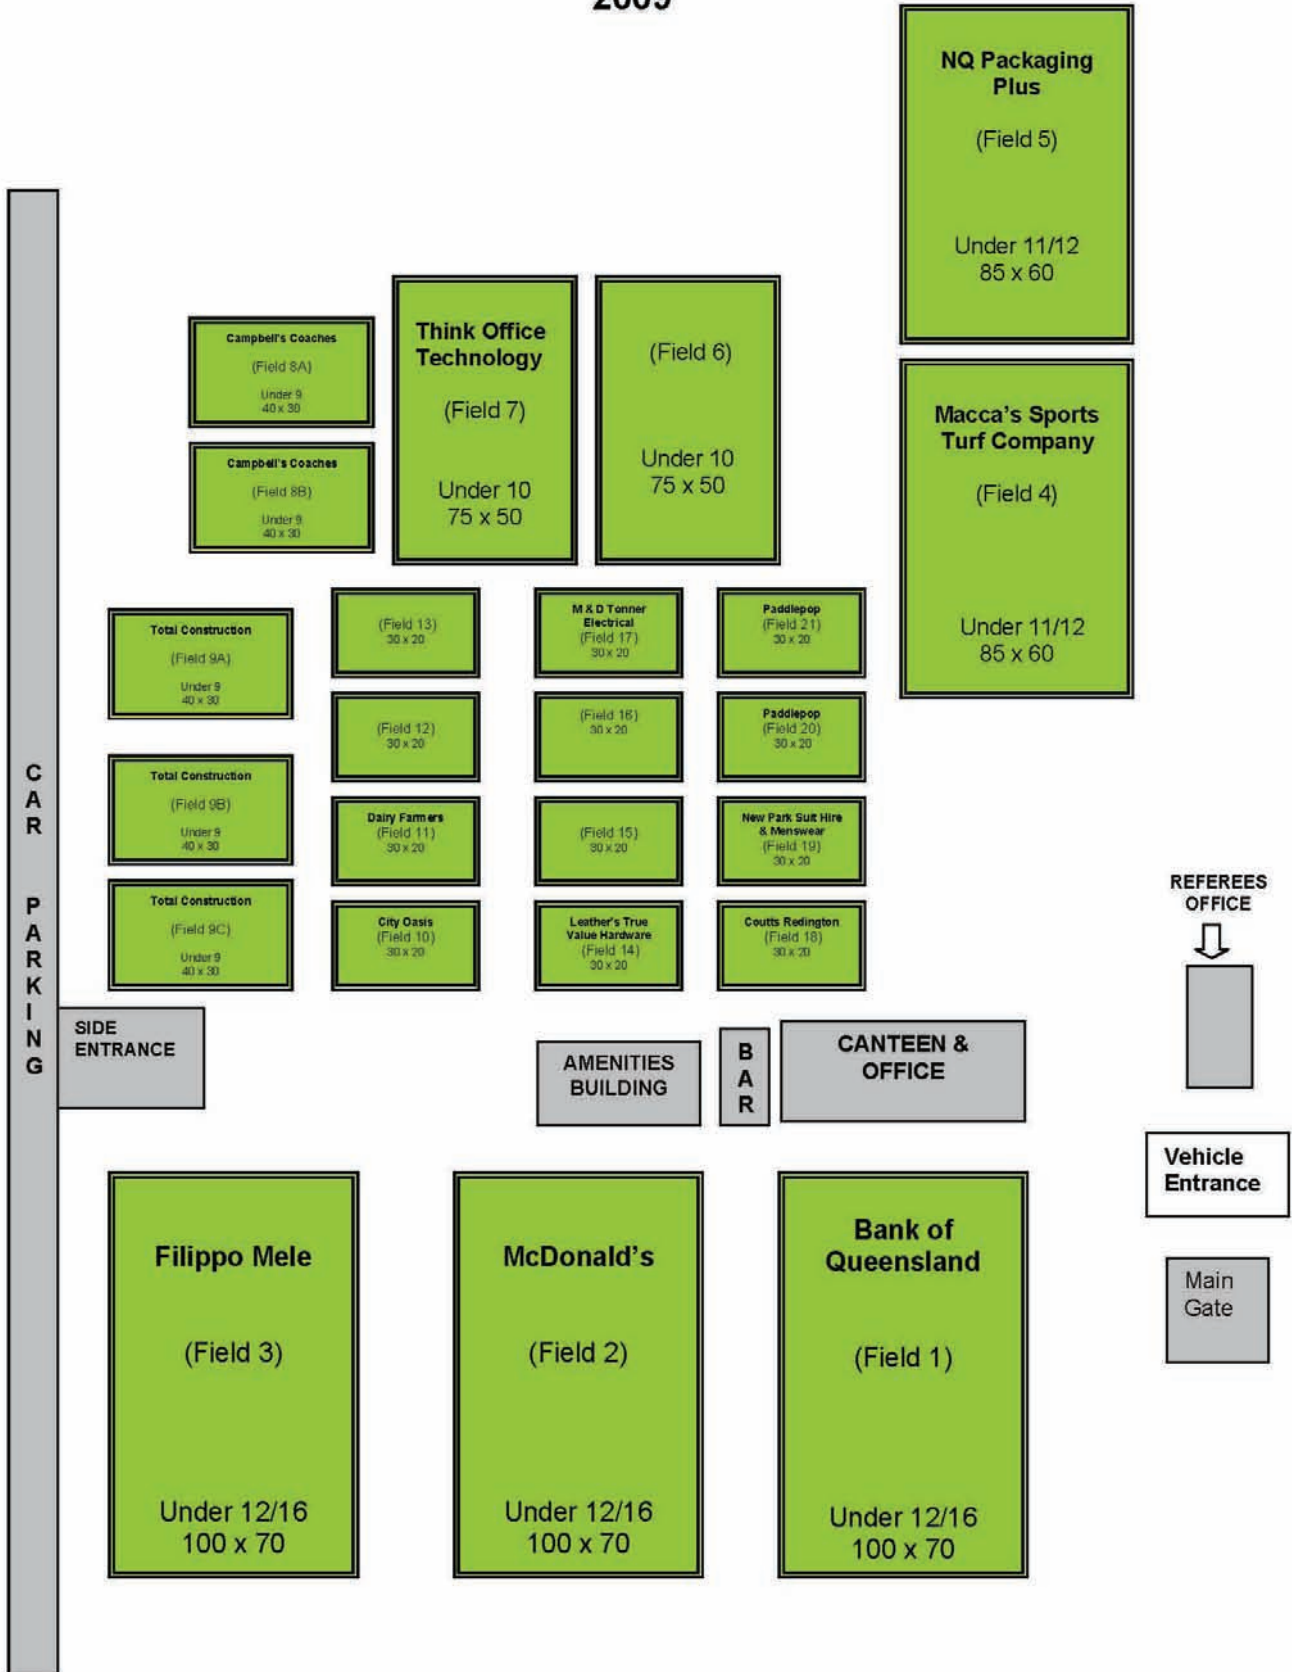 2009
NQ Packaging
Plus
(Field 5)
Under 11/12
85 x 60
Campbell's Coaches
(Field 8A)
Under 9
40 x 30
Campbell's Coaches
(Field 8B)
Under 9
40 x 30
Think Office
Technology
(Field 7)
Under 10
75 x 50
(Field 6)
Under 10
75 x 50
Macca's Sports
Turf Company
(Field 4)
Under 11/12
85 x 60
Total Construction
(Field 9A)
Under 9
40 x 30
(Field 13)
30 x 20
M & D Tonner
Electrical
(Field 17)
30 x 20
Paddlepop
(Field 21)
30 x 20
(Field 12)
30 x 20
(Field 16)
30 x 20
Paddlepop
(Field 20)
30 x 20
Total Construction
(Field 9B)
Under 9
40 x 30
Dairy Farmers
(Field 11)
30 x 20
(Field 15)
30 x 20
New Park Suit Hire
& Menswear
(Field 19)
30 x 20
Total Construction
(Field 9C)
Under 9
40 x 30
City Oasis
(Field 10)
30 x 20
Leather's True
Value Hardware
(Field 14)
30 x 20
Coutts Redington
(Field 18)
30 x 20
CAR PARKING
REFEREES
OFFICE
SIDE
ENTRANCE
AMENITIES
BUILDING
BAR
CANTEEN &
OFFICE
Vehicle
Entrance
Main
Gate
Filippo Mele
(Field 3)
Under 12/16
100 x 70
McDonald's
(Field 2)
Under 12/16
100 x 70
Bank of
Queensland
(Field 1)
Under 12/16
100 x 70